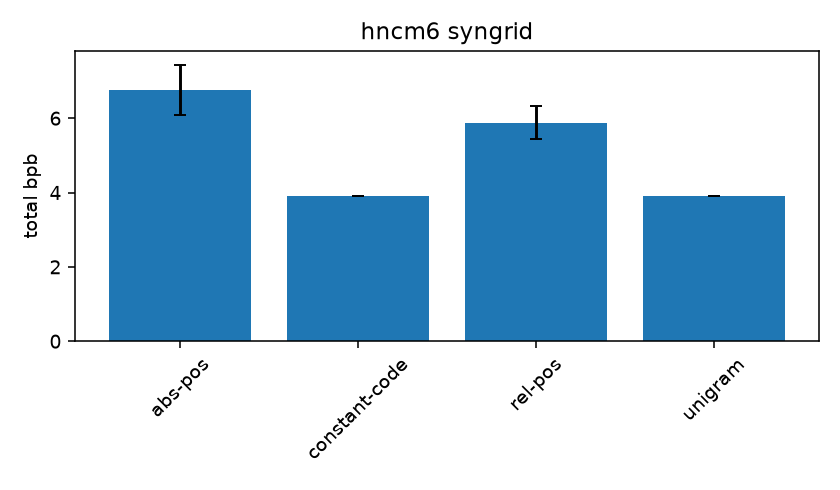 hncm6 syngrid
total bpb
6
4
2
0
abs-pos
constant-code
rel-pos
unigram